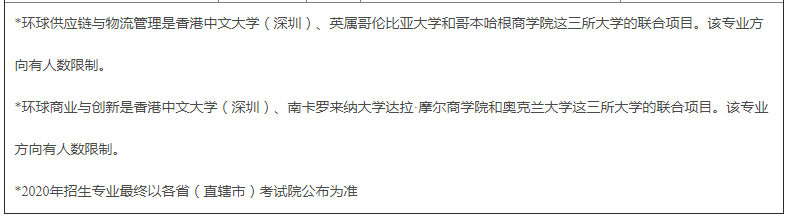 *环球供应链与物流管理是香港中文大学（深圳）、英属哥伦比亚大学和哥本哈根商学院这三所大学的联合项目。该专业方
向有人数限制。
*环球商业与创新是香港中文大学（深圳）、南卡罗来纳大学达拉·摩尔商学院和奥克兰大学这三所大学的联合项目。该专业
方向有人数限制。
*2020年招生专业最终以各省（直辖市）考试院公布为准